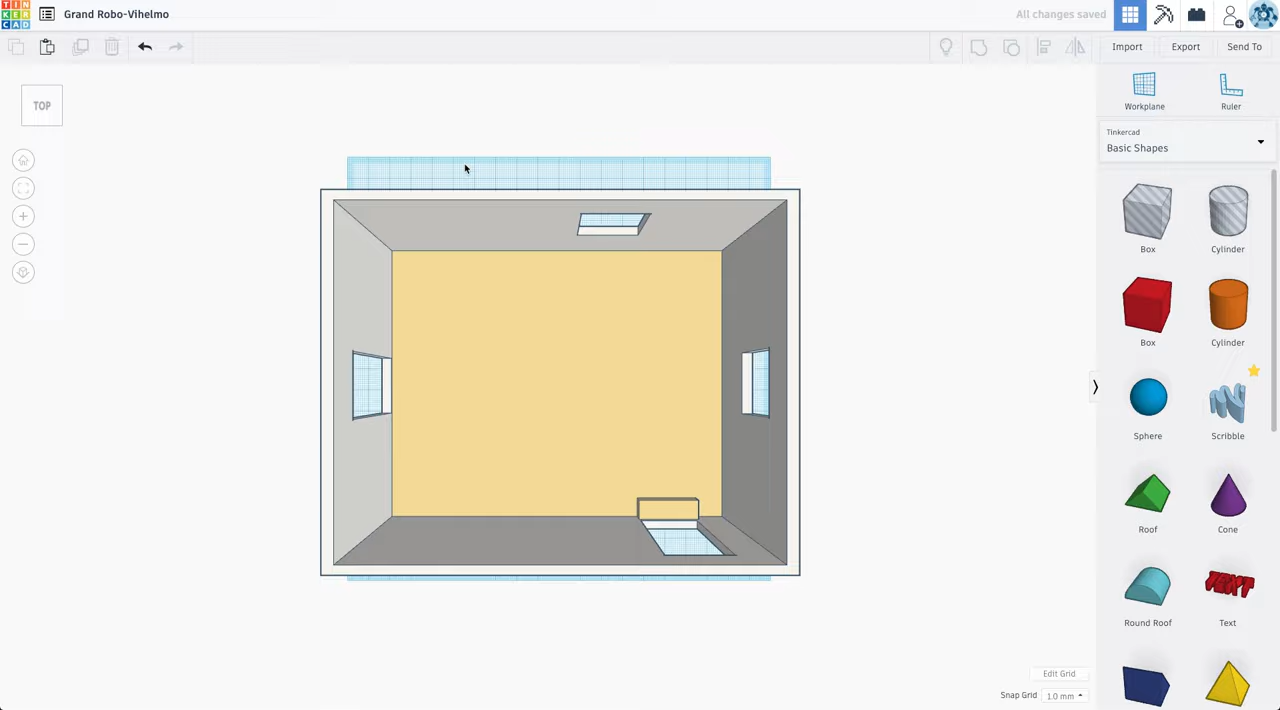 TIN
KER
CAD
Grand Robo-Vihelmo
All changes saved
Import
Export
Send To
TOP
Workplane
Ruler
Tinkercad
Basic Shapes
Box
Cylinder
Box
Cylinder
Sphere
Scribble
Roof
Cone
TEXT
Round Roof
Text
Edit Grid
Snap Grid
1.0 mm